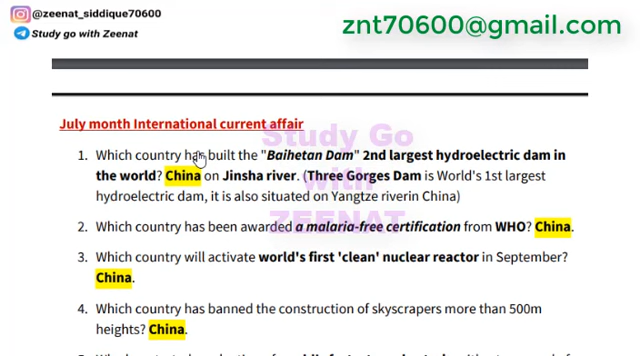 @zeenat_siddique70600
Study go with Zeenat
znt70600@gmail.com
July month International current affair
Study Go
with
ZEENAT
1. Which country has built the "Baihetan Dam" 2nd largest hydroelectric dam in
the world? China on Jinsha river. (Three Gorges Dam is World's 1st largest
hydroelectric dam, it is also situated on Yangtze riverin China)
2. Which country has been awarded a malaria-free certification from WHO? China.
3. Which country will activate world's first 'clean' nuclear reactor in September?
China.
4. Which country has banned the construction of skyscrapers more than 500m
heights? China.